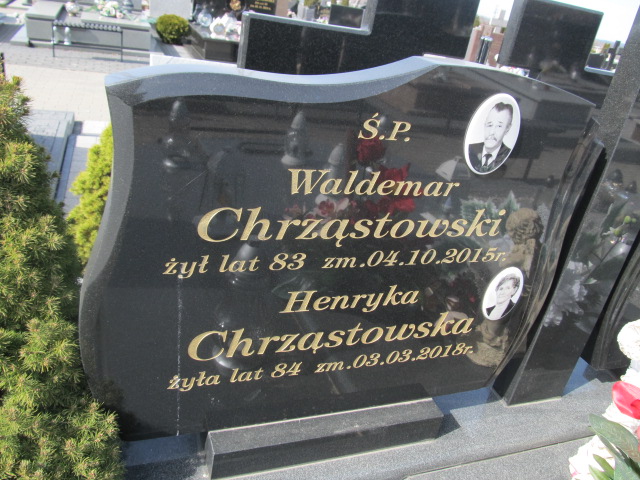 Ś.P.
Waldemar
Chrząstowski
żył lat 83 zm.04.10.2015r.
Henryka
Chrząstowska
żyła lat 84 zm.03.03.2018r.